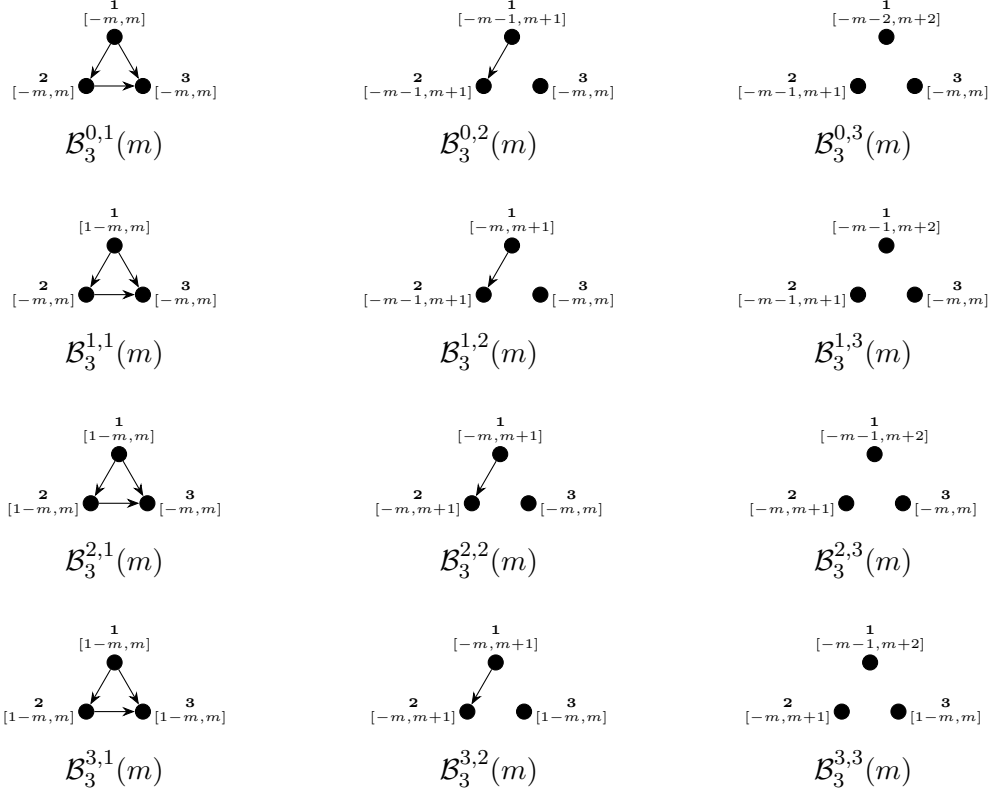 1 1 1
[−m,m] [−m−1,m+1] [−m−2,m+2]
2 3 2 3 2 3
[−m,m] [−m,m] [−m−1,m+1] [−m,m] [−m−1,m+1] [−m,m]
ℬ₃^{0,1}(m) ℬ₃^{0,2}(m) ℬ₃^{0,3}(m)
1 1 1
[1−m,m] [−m,m+1] [−m−1,m+2]
2 3 2 3 2 3
[−m,m] [−m,m] [−m−1,m+1] [−m,m] [−m−1,m+1] [−m,m]
ℬ₃^{1,1}(m) ℬ₃^{1,2}(m) ℬ₃^{1,3}(m)
1 1 1
[1−m,m] [−m,m+1] [−m−1,m+2]
2 3 2 3 2 3
[1−m,m] [−m,m] [−m,m+1] [−m,m] [−m,m+1] [−m,m]
ℬ₃^{2,1}(m) ℬ₃^{2,2}(m) ℬ₃^{2,3}(m)
1 1 1
[1−m,m] [−m,m+1] [−m−1,m+2]
2 3 2 3 2 3
[1−m,m] [1−m,m] [−m,m+1] [1−m,m] [−m,m+1] [1−m,m]
ℬ₃^{3,1}(m) ℬ₃^{3,2}(m) ℬ₃^{3,3}(m)